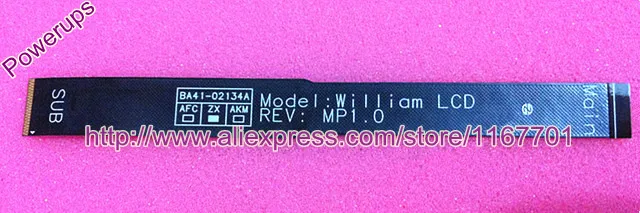 Powerups
SUB
BA41-02134A
AFC ZX AKM
Model:William LCD
REV: MP1.0
Main
www.aliexpress.com/store/1167701